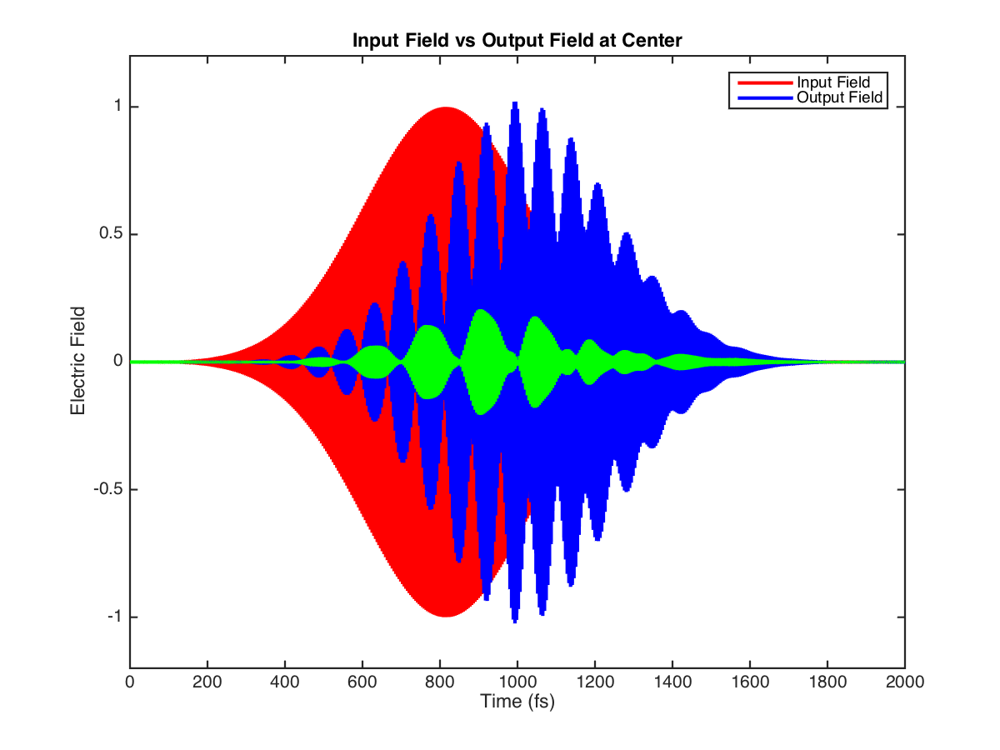 Input Field vs Output Field at Center
Input Field
Output Field
Electric Field
1
0.5
0
-0.5
-1
0 200 400 600 800 1000 1200 1400 1600 1800 2000
Time (fs)